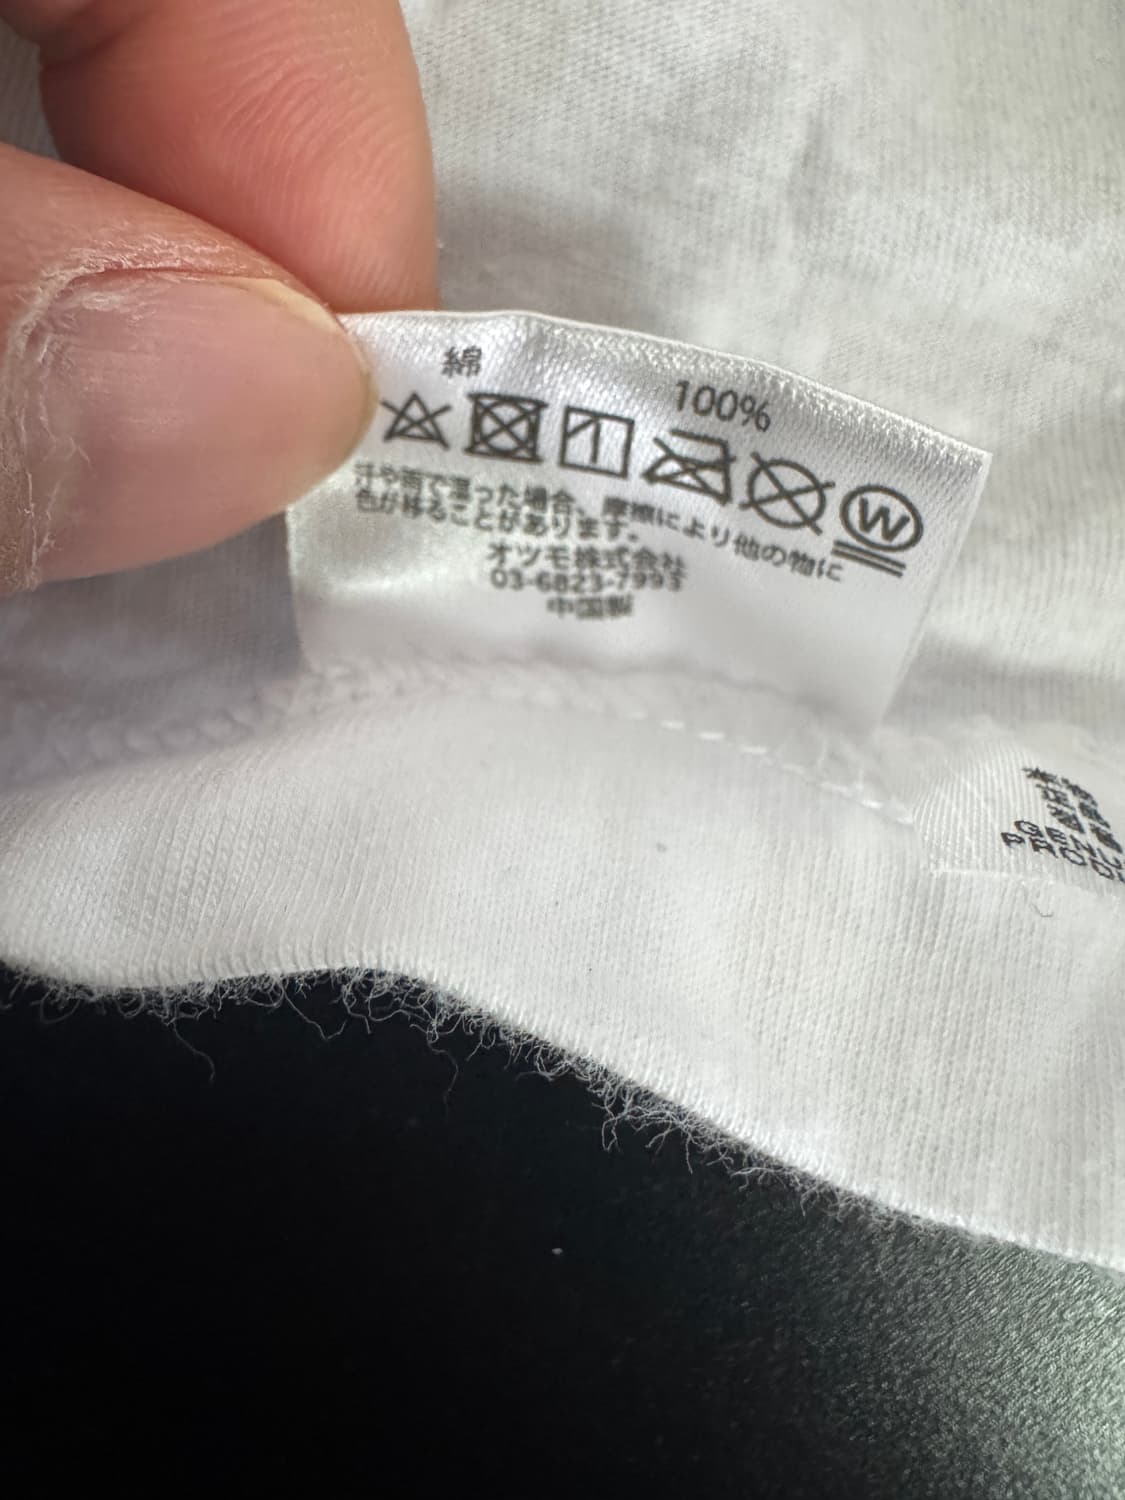 綿 100%
W
汗や雨で湿った場合、摩擦により他の物に
色が移ることがあります。
オツモ株式会社
03-6823-7993
中国製
GENU
PRODU